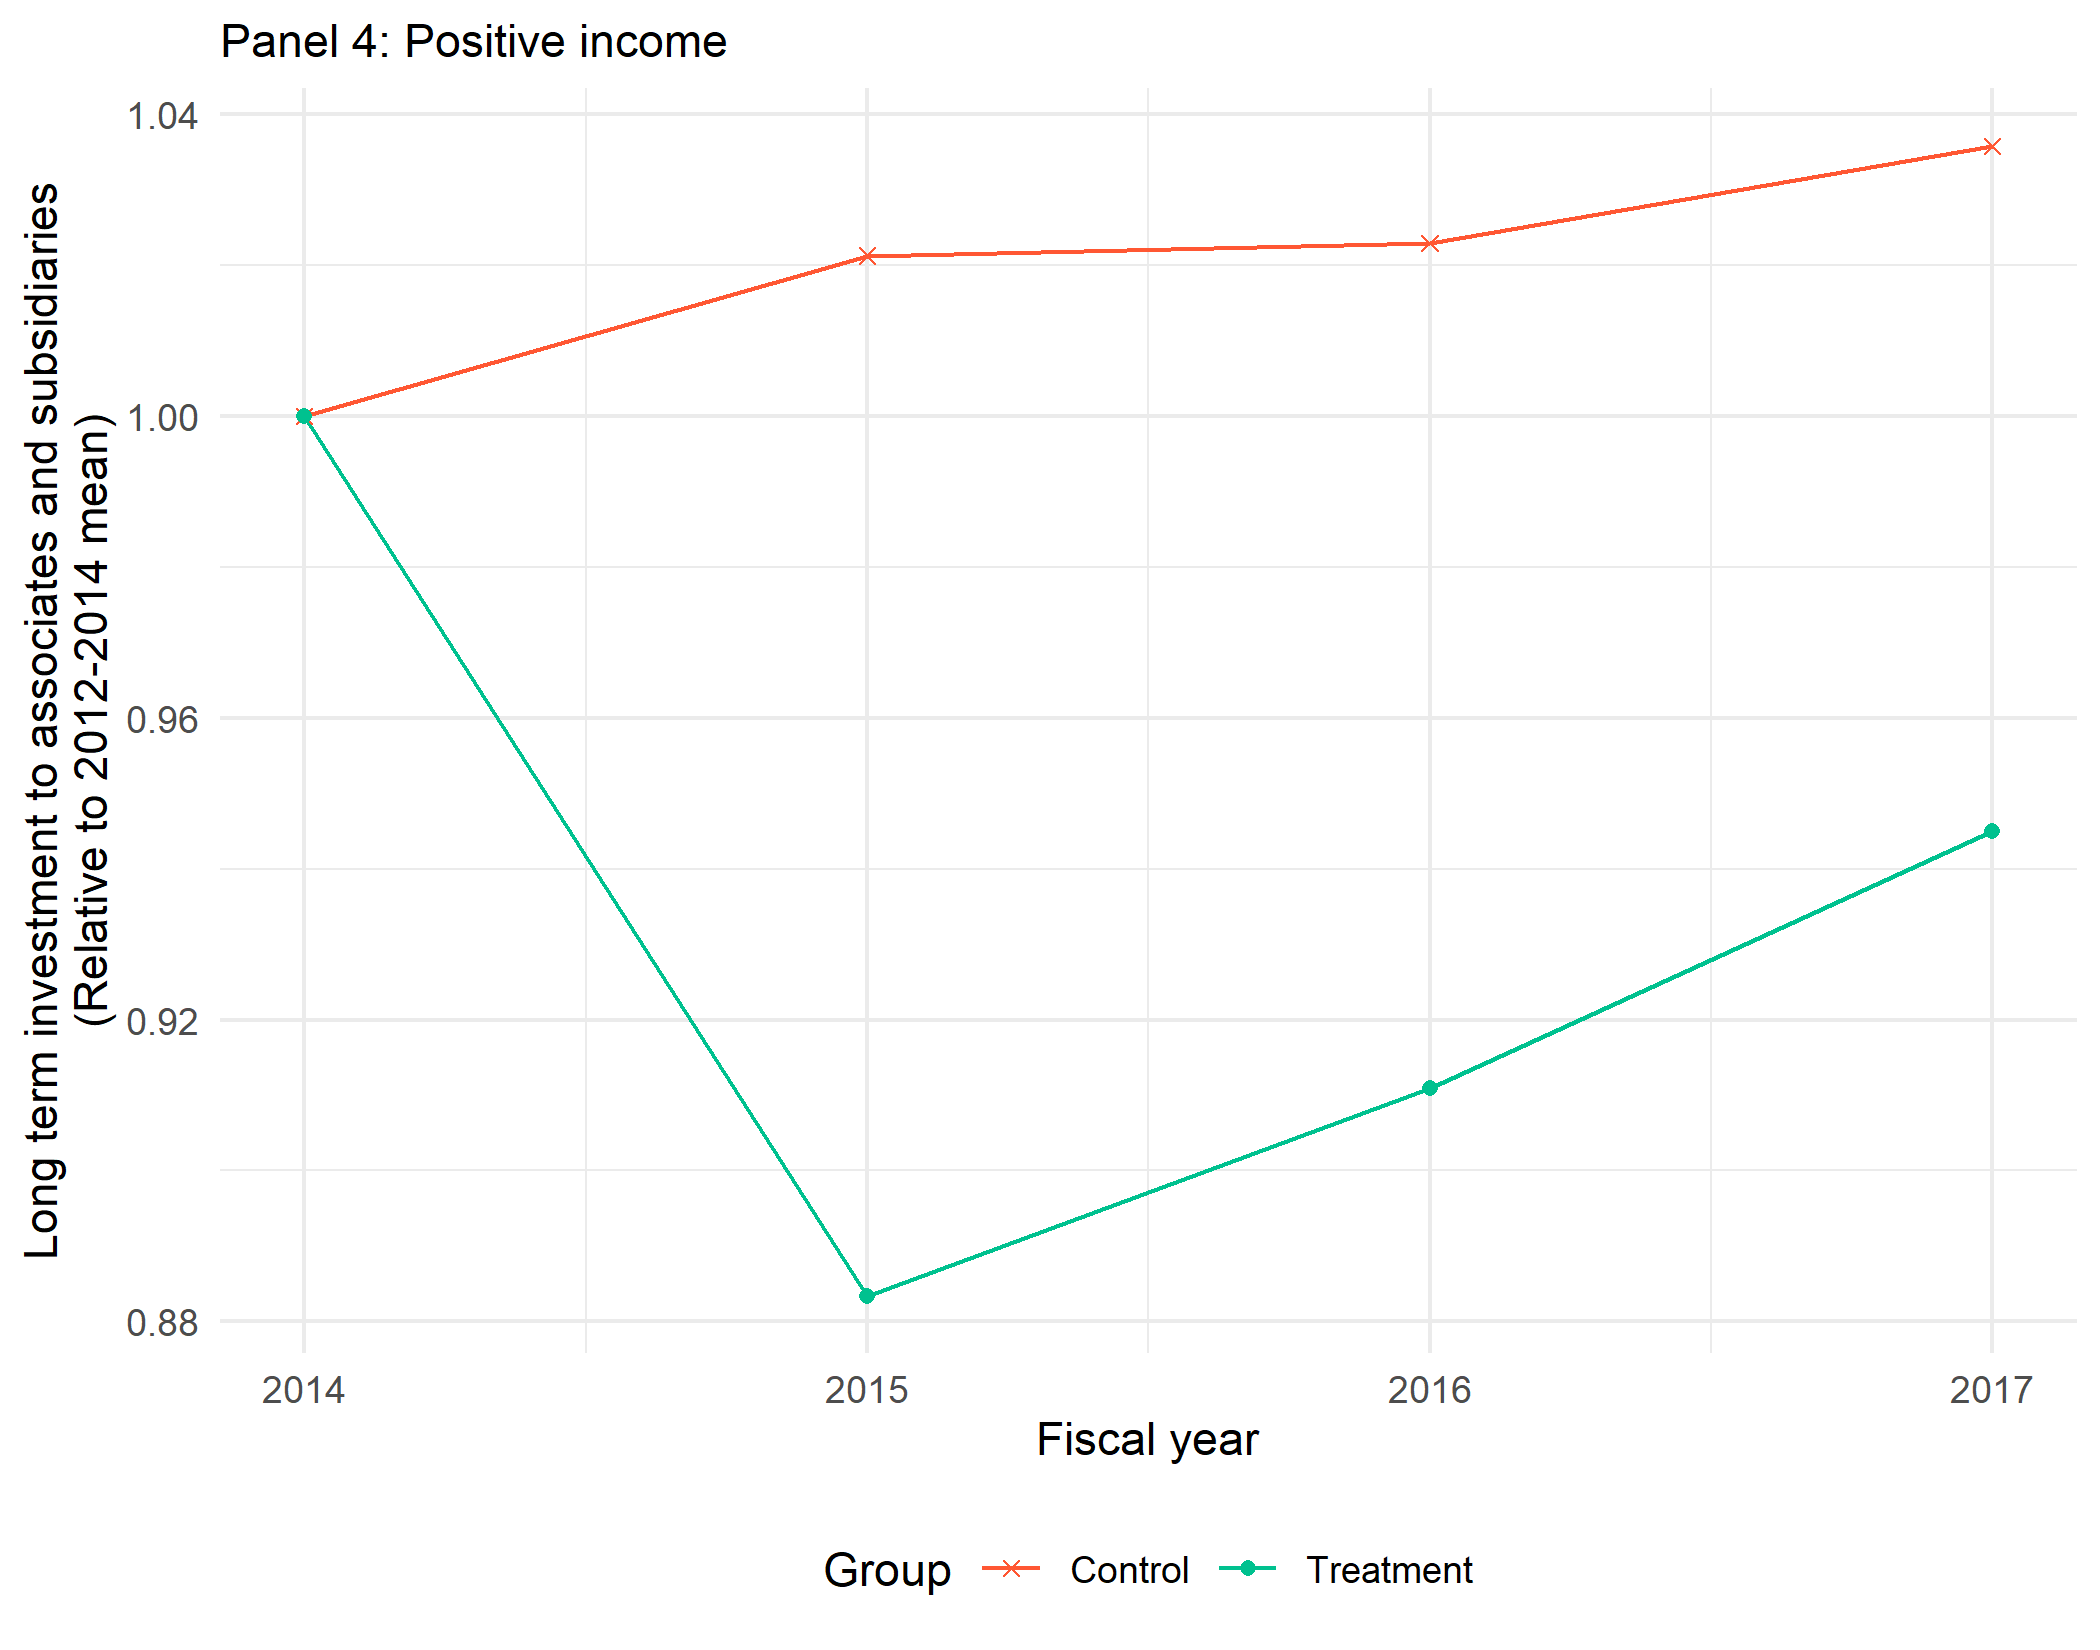 Panel 4: Positive income
Long term investment to associates and subsidiaries
(Relative to 2012-2014 mean)
1.04
1.00
0.96
0.92
0.88
2014
2015
2016
2017
Fiscal year
Group
Control
Treatment